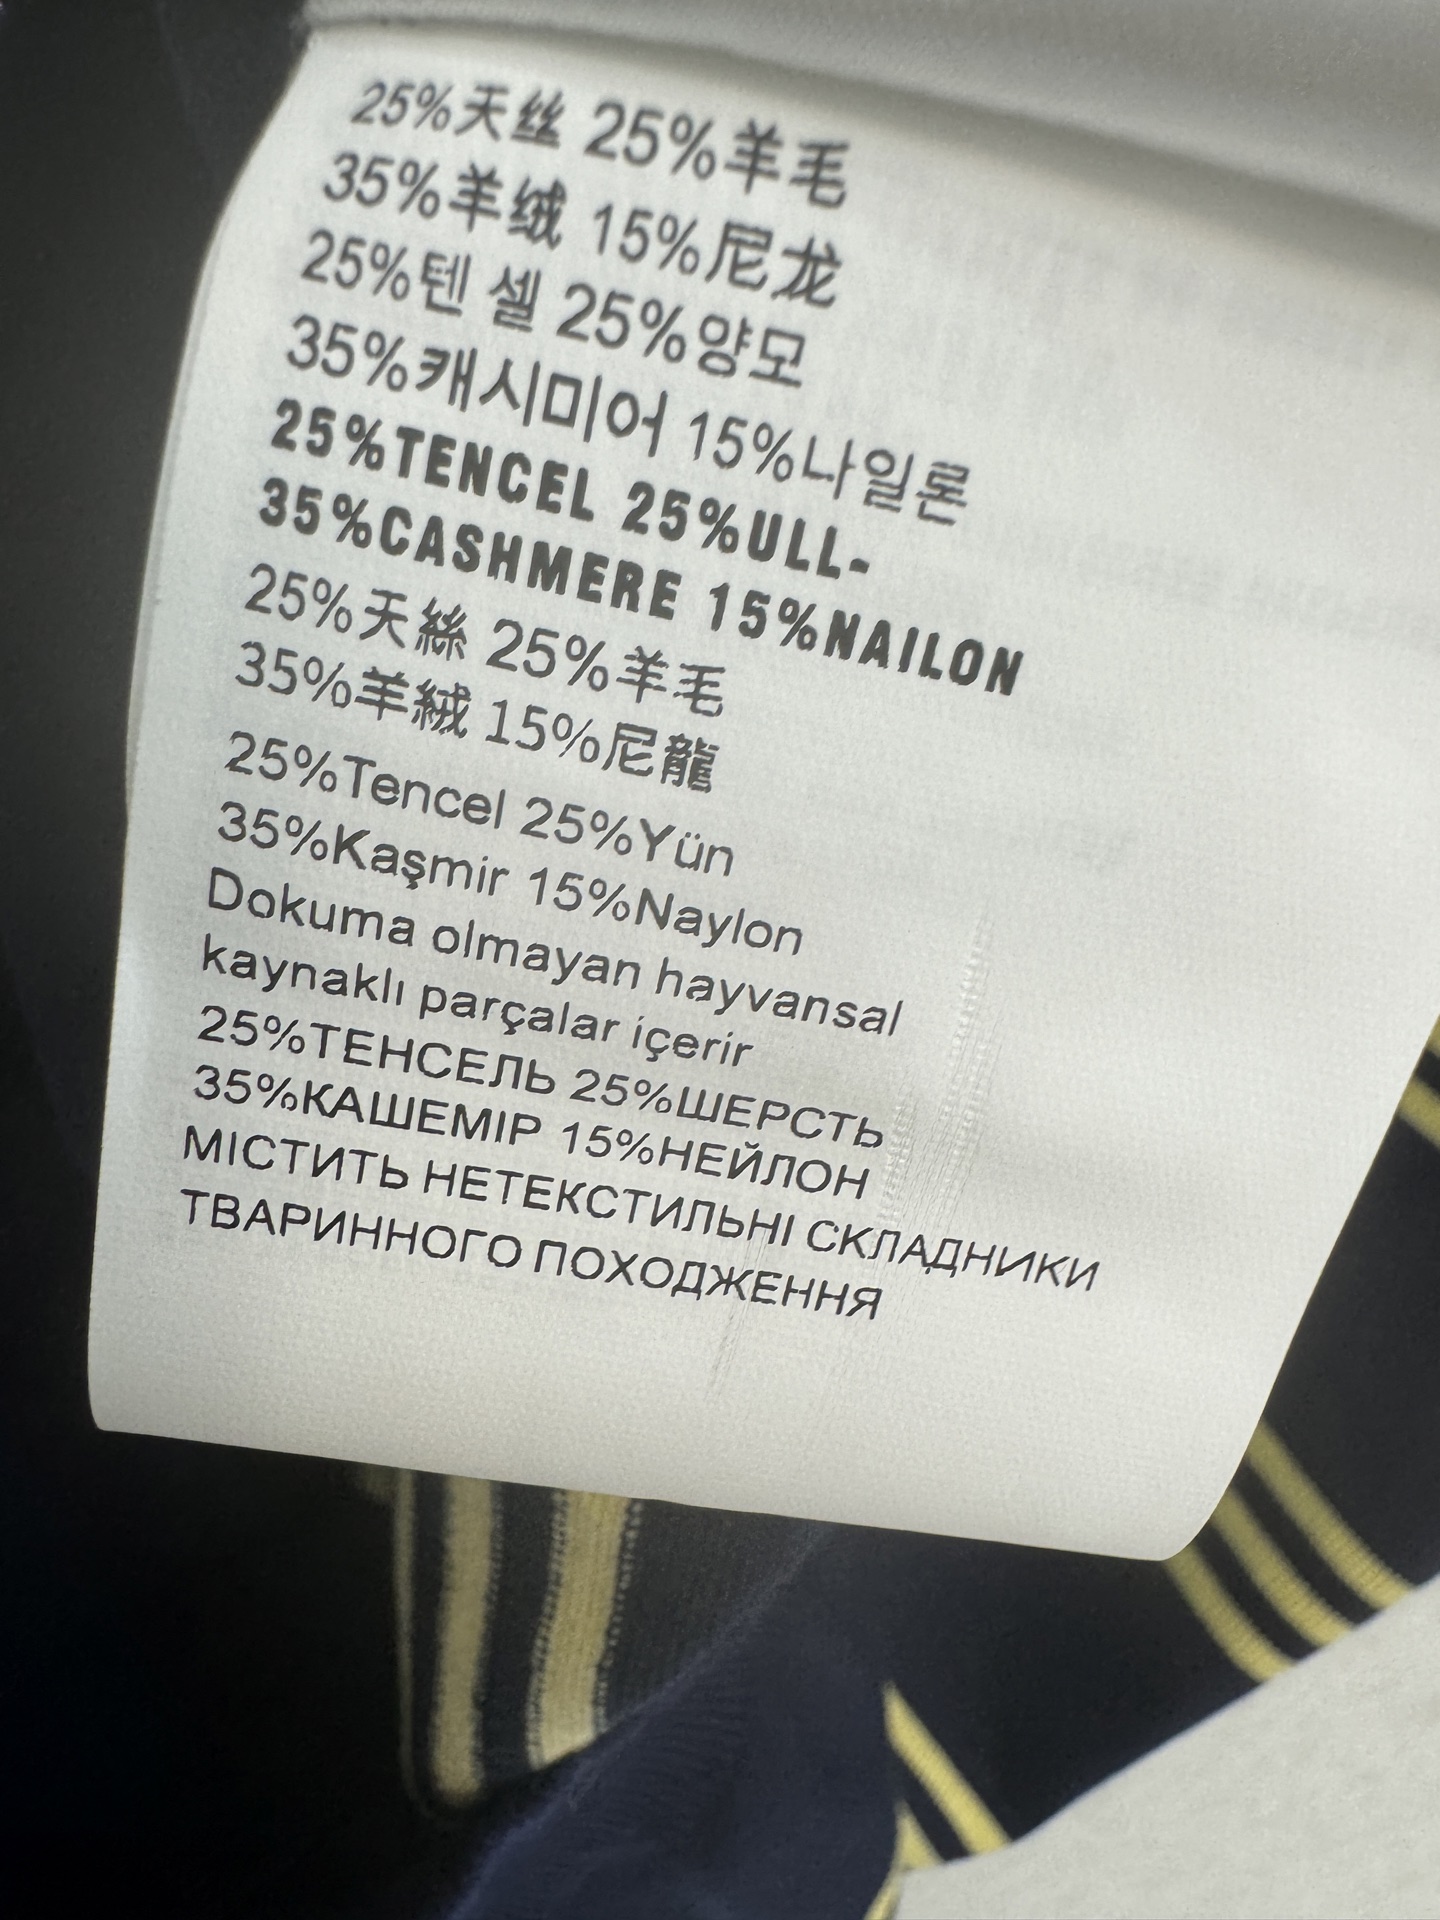 25%天丝 25%羊毛
35%羊绒 15%尼龙
25%텐 셀 25%양모
35%캐시미어 15%나일론
25%TENCEL 25%ULL-
35%CASHMERE 15%NAILON
25%天絲 25%羊毛
35%羊絨 15%尼龍
25%Tencel 25%Yün
35%Kaşmir 15%Naylon
Dokuma olmayan hayvansal
kaynaklı parçalar içerir
25%ТЕНСЕЛЬ 25%ШЕРСТЬ
35%КАШЕМІР 15%НЕЙЛОН
МІСТИТЬ НЕТЕКСТИЛЬНІ СКЛАДНИКИ
ТВАРИННОГО ПОХОДЖЕННЯ